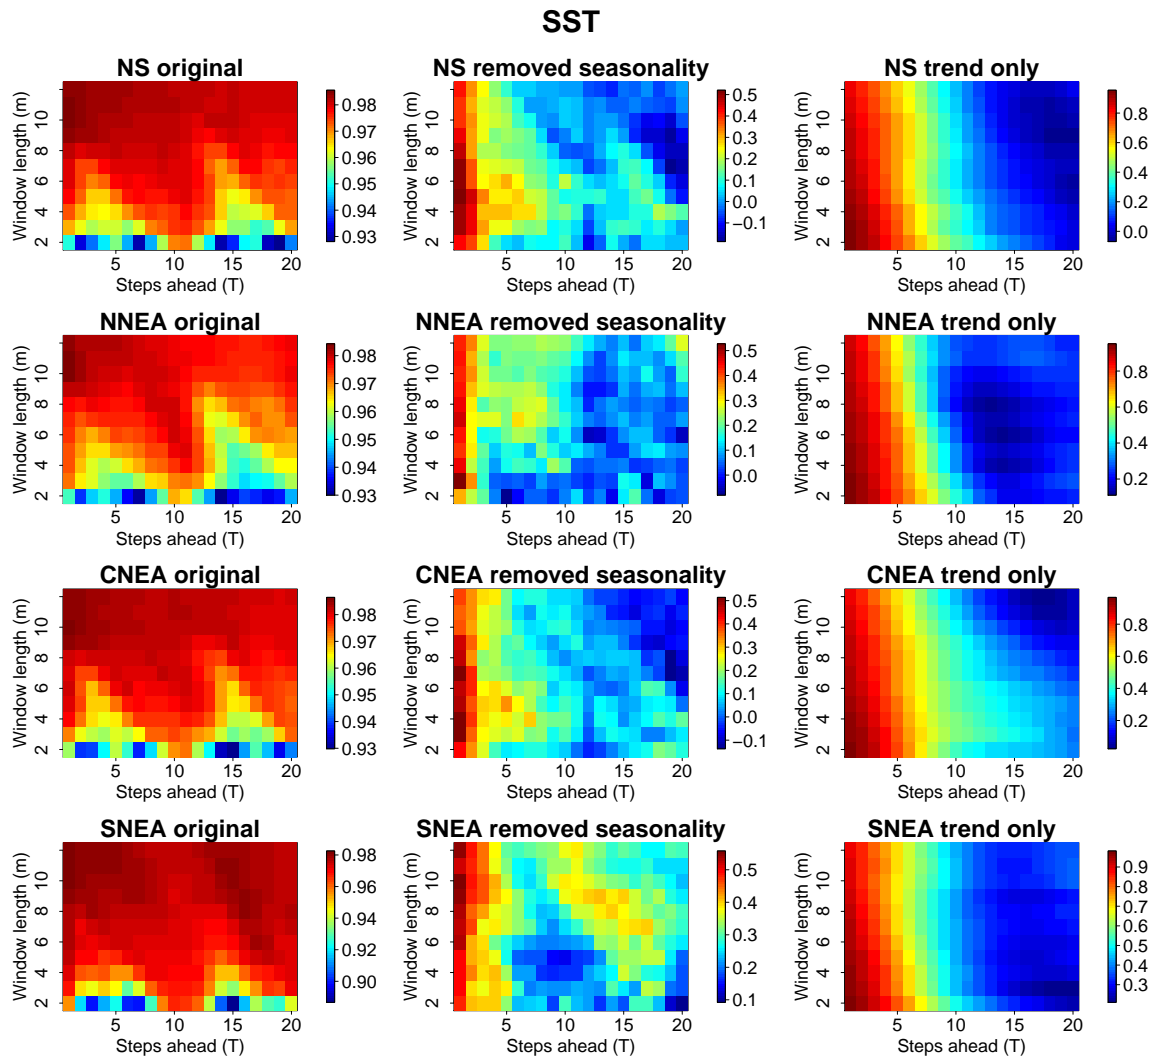 SST
NS original
NS removed seasonality
NS trend only
Window length (m)
2 4 6 8 10
5 10 15 20
Steps ahead (T)
0.98
0.97
0.96
0.95
0.94
0.93
Window length (m)
2 4 6 8 10
5 10 15 20
Steps ahead (T)
0.5
0.4
0.3
0.2
0.1
0.0
−0.1
Window length (m)
2 4 6 8 10
5 10 15 20
Steps ahead (T)
0.8
0.6
0.4
0.2
0.0
NNEA original
NNEA removed seasonality
NNEA trend only
Window length (m)
2 4 6 8 10
5 10 15 20
Steps ahead (T)
0.98
0.97
0.96
0.95
0.94
0.93
Window length (m)
2 4 6 8 10
5 10 15 20
Steps ahead (T)
0.5
0.4
0.3
0.2
0.1
0.0
Window length (m)
2 4 6 8 10
5 10 15 20
Steps ahead (T)
0.8
0.6
0.4
0.2
CNEA original
CNEA removed seasonality
CNEA trend only
Window length (m)
2 4 6 8 10
5 10 15 20
Steps ahead (T)
0.98
0.97
0.96
0.95
0.94
0.93
Window length (m)
2 4 6 8 10
5 10 15 20
Steps ahead (T)
0.5
0.4
0.3
0.2
0.1
0.0
−0.1
Window length (m)
2 4 6 8 10
5 10 15 20
Steps ahead (T)
0.8
0.6
0.4
0.2
SNEA original
SNEA removed seasonality
SNEA trend only
Window length (m)
2 4 6 8 10
5 10 15 20
Steps ahead (T)
0.98
0.96
0.94
0.92
0.90
Window length (m)
2 4 6 8 10
5 10 15 20
Steps ahead (T)
0.5
0.4
0.3
0.2
0.1
Window length (m)
2 4 6 8 10
5 10 15 20
Steps ahead (T)
0.9
0.8
0.7
0.6
0.5
0.4
0.3